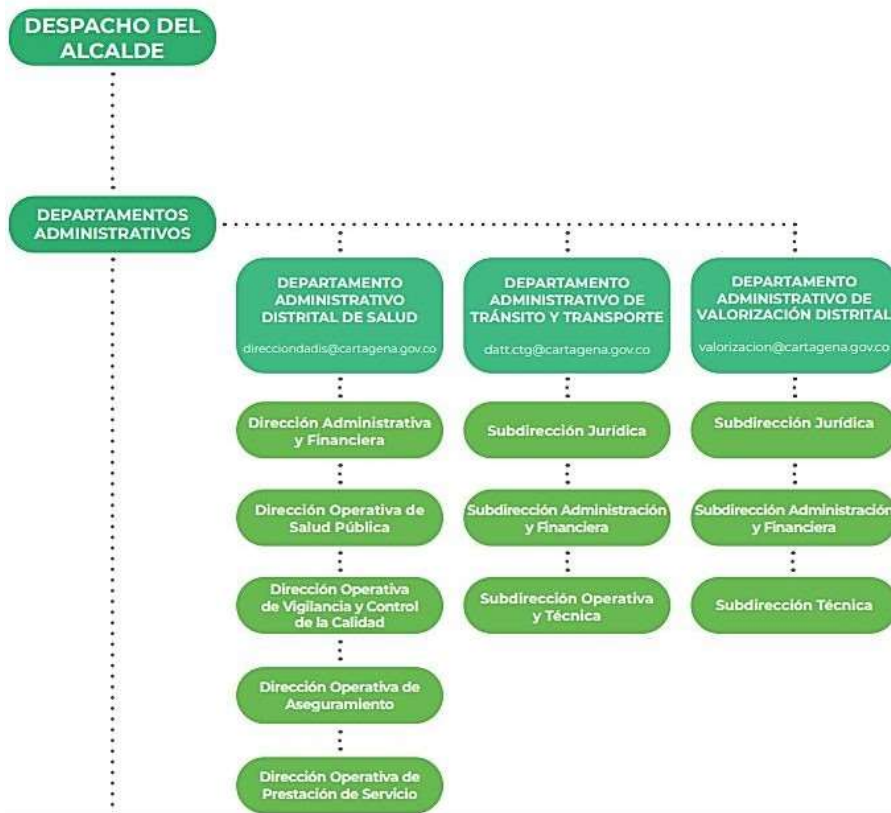 DESPACHO DEL
ALCALDE
DEPARTAMENTOS
ADMINISTRATIVOS
DEPARTAMENTO
ADMINISTRATIVO
DISTRITAL DE SALUD
direcciondadis@cartagena.gov.co
Dirección Administrativa
y Financiera
Dirección Operativa de
Salud Pública
Dirección Operativa
de Vigilancia y Control
de la Calidad
Dirección Operativa de
Aseguramiento
Dirección Operativa de
Prestación de Servicio
DEPARTAMENTO
ADMINISTRATIVO DE
TRÁNSITO Y TRANSPORTE
datt.ctg@cartagena.gov.co
Subdirección Jurídica
Subdirección Administración
y Financiera
Subdirección Operativa
y Técnica
DEPARTAMENTO
ADMINISTRATIVO DE
VALORIZACIÓN DISTRITAL
valorizacion@cartagena.gov.co
Subdirección Jurídica
Subdirección Administración
y Financiera
Subdirección Técnica